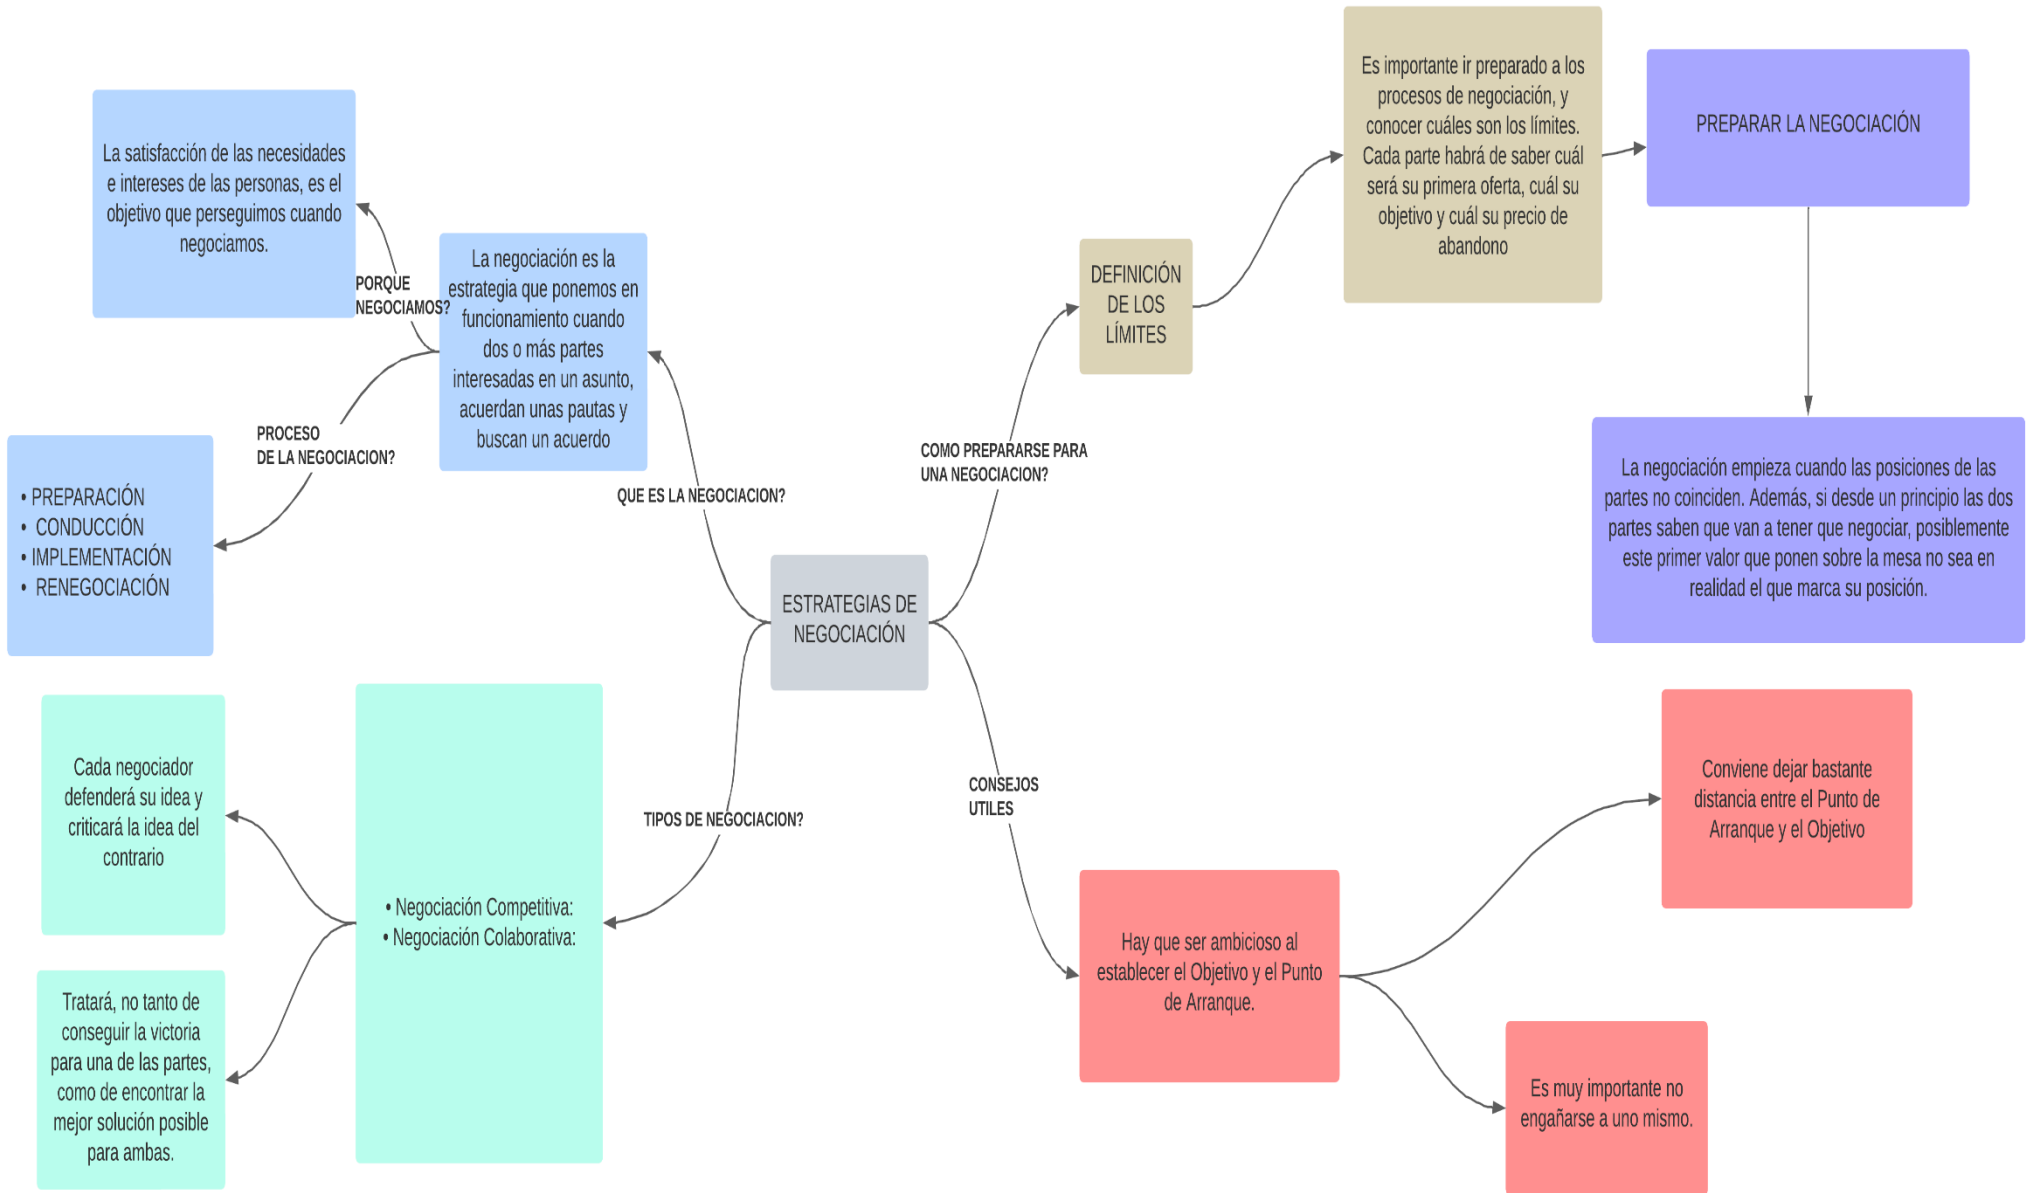 La satisfacción de las necesidades
e intereses de las personas, es el
objetivo que perseguimos cuando
negociamos.
PORQUE
NEGOCIAMOS?
La negociación es la
estrategia que ponemos en
funcionamiento cuando
dos o más partes
interesadas en un asunto,
acuerdan unas pautas y
buscan un acuerdo
PROCESO
DE LA NEGOCIACION?
• PREPARACIÓN
• CONDUCCIÓN
• IMPLEMENTACIÓN
• RENEGOCIACIÓN
QUE ES LA NEGOCIACION?
ESTRATEGIAS DE
NEGOCIACIÓN
TIPOS DE NEGOCIACION?
• Negociación Competitiva:
• Negociación Colaborativa:
Cada negociador
defenderá su idea y
criticará la idea del
contrario
Tratará, no tanto de
conseguir la victoria
para una de las partes,
como de encontrar la
mejor solución posible
para ambas.
COMO PREPARARSE PARA
UNA NEGOCIACION?
DEFINICIÓN
DE LOS
LÍMITES
Es importante ir preparado a los
procesos de negociación, y
conocer cuáles son los límites.
Cada parte habrá de saber cuál
será su primera oferta, cuál su
objetivo y cuál su precio de
abandono
PREPARAR LA NEGOCIACIÓN
La negociación empieza cuando las posiciones de las
partes no coinciden. Además, si desde un principio las dos
partes saben que van a tener que negociar, posiblemente
este primer valor que ponen sobre la mesa no sea en
realidad el que marca su posición.
CONSEJOS
UTILES
Hay que ser ambicioso al
establecer el Objetivo y el Punto
de Arranque.
Conviene dejar bastante
distancia entre el Punto de
Arranque y el Objetivo
Es muy importante no
engañarse a uno mismo.